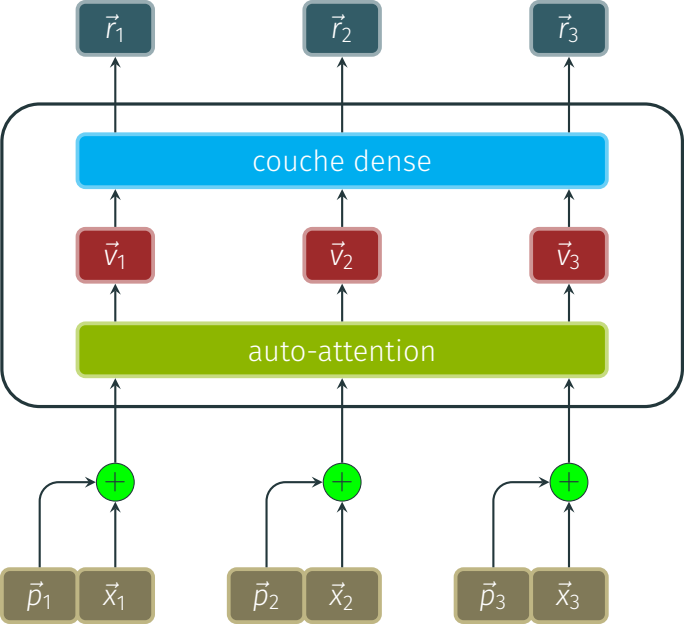 r⃗₁ r⃗₂ r⃗₃
couche dense
v⃗₁ v⃗₂ v⃗₃
auto-attention
+ + +
p⃗₁ x⃗₁ p⃗₂ x⃗₂ p⃗₃ x⃗₃